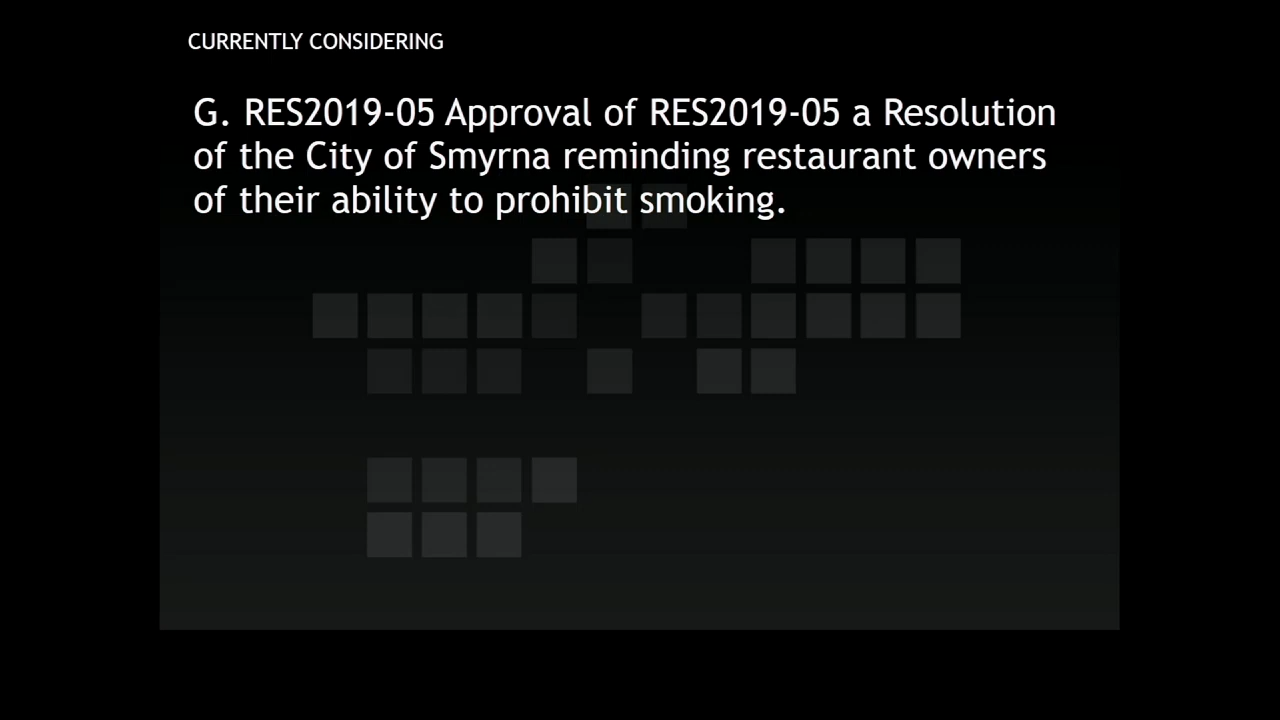 CURRENTLY CONSIDERING
G. RES2019-05 Approval of RES2019-05 a Resolution
of the City of Smyrna reminding restaurant owners
of their ability to prohibit smoking.